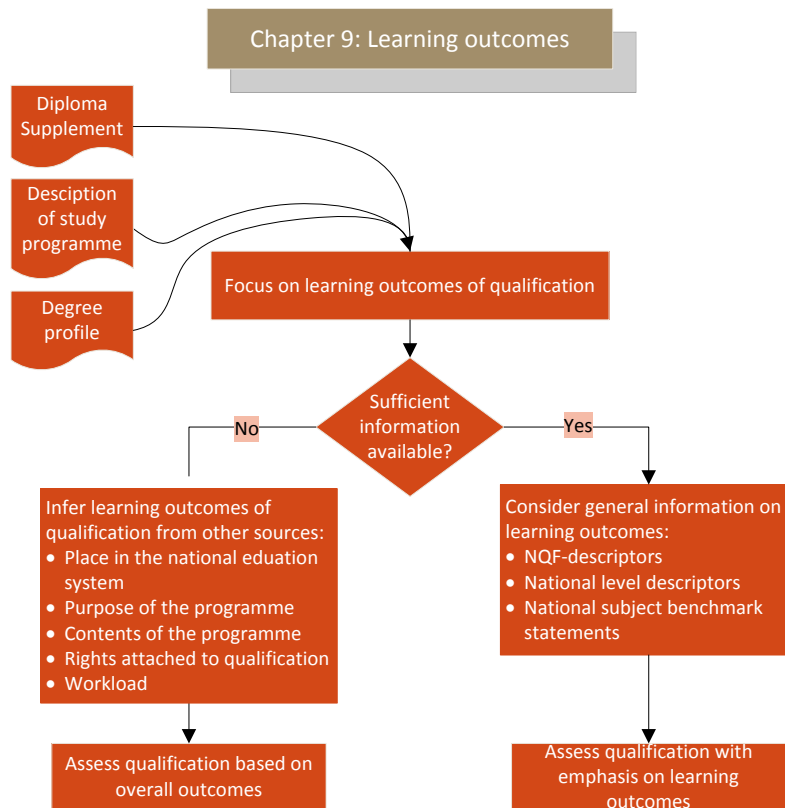 Chapter 9: Learning outcomes
Diploma
Supplement
Desciption
of study
programme
Degree
profile
Focus on learning outcomes of qualification
Sufficient
information
available?
No
Yes
Infer learning outcomes of
qualification from other sources:
• Place in the national eduation
system
• Purpose of the programme
• Contents of the programme
• Rights attached to qualification
• Workload
Consider general information on
learning outcomes:
• NQF-descriptors
• National level descriptors
• National subject benchmark
statements
Assess qualification based on
overall outcomes
Assess qualification with
emphasis on learning
outcomes